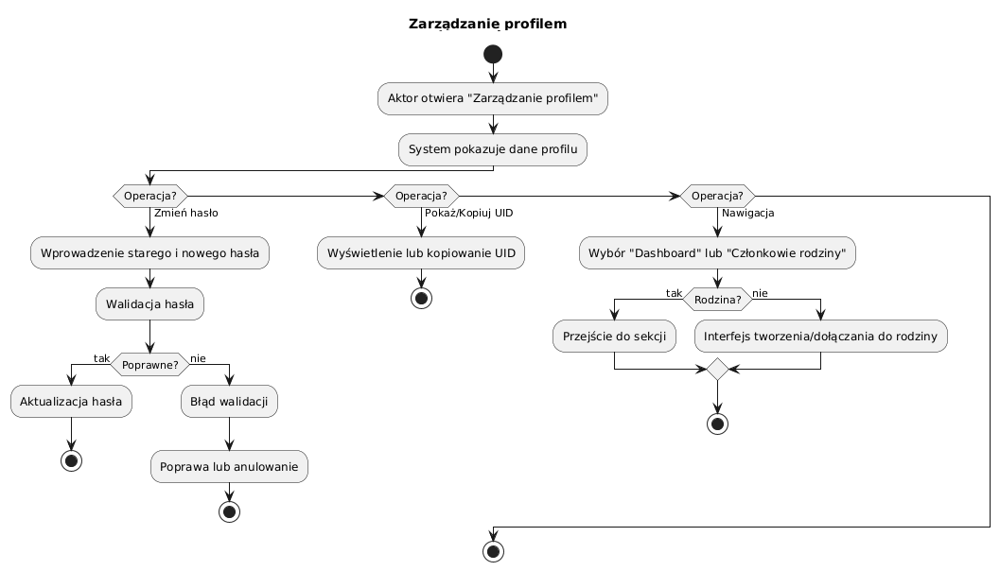 Zarządzanie profilem
Aktor otwiera "Zarządzanie profilem"
System pokazuje dane profilu
Operacja?
Zmień hasło
Wprowadzenie starego i nowego hasła
Walidacja hasła
Poprawne?
tak
nie
Aktualizacja hasła
Błąd walidacji
Poprawa lub anulowanie
Operacja?
Pokaż/Kopiuj UID
Wyświetlenie lub kopiowanie UID
Operacja?
Nawigacja
Wybór "Dashboard" lub "Członkowie rodziny"
Rodzina?
tak
nie
Przejście do sekcji
Interfejs tworzenia/dołączania do rodziny